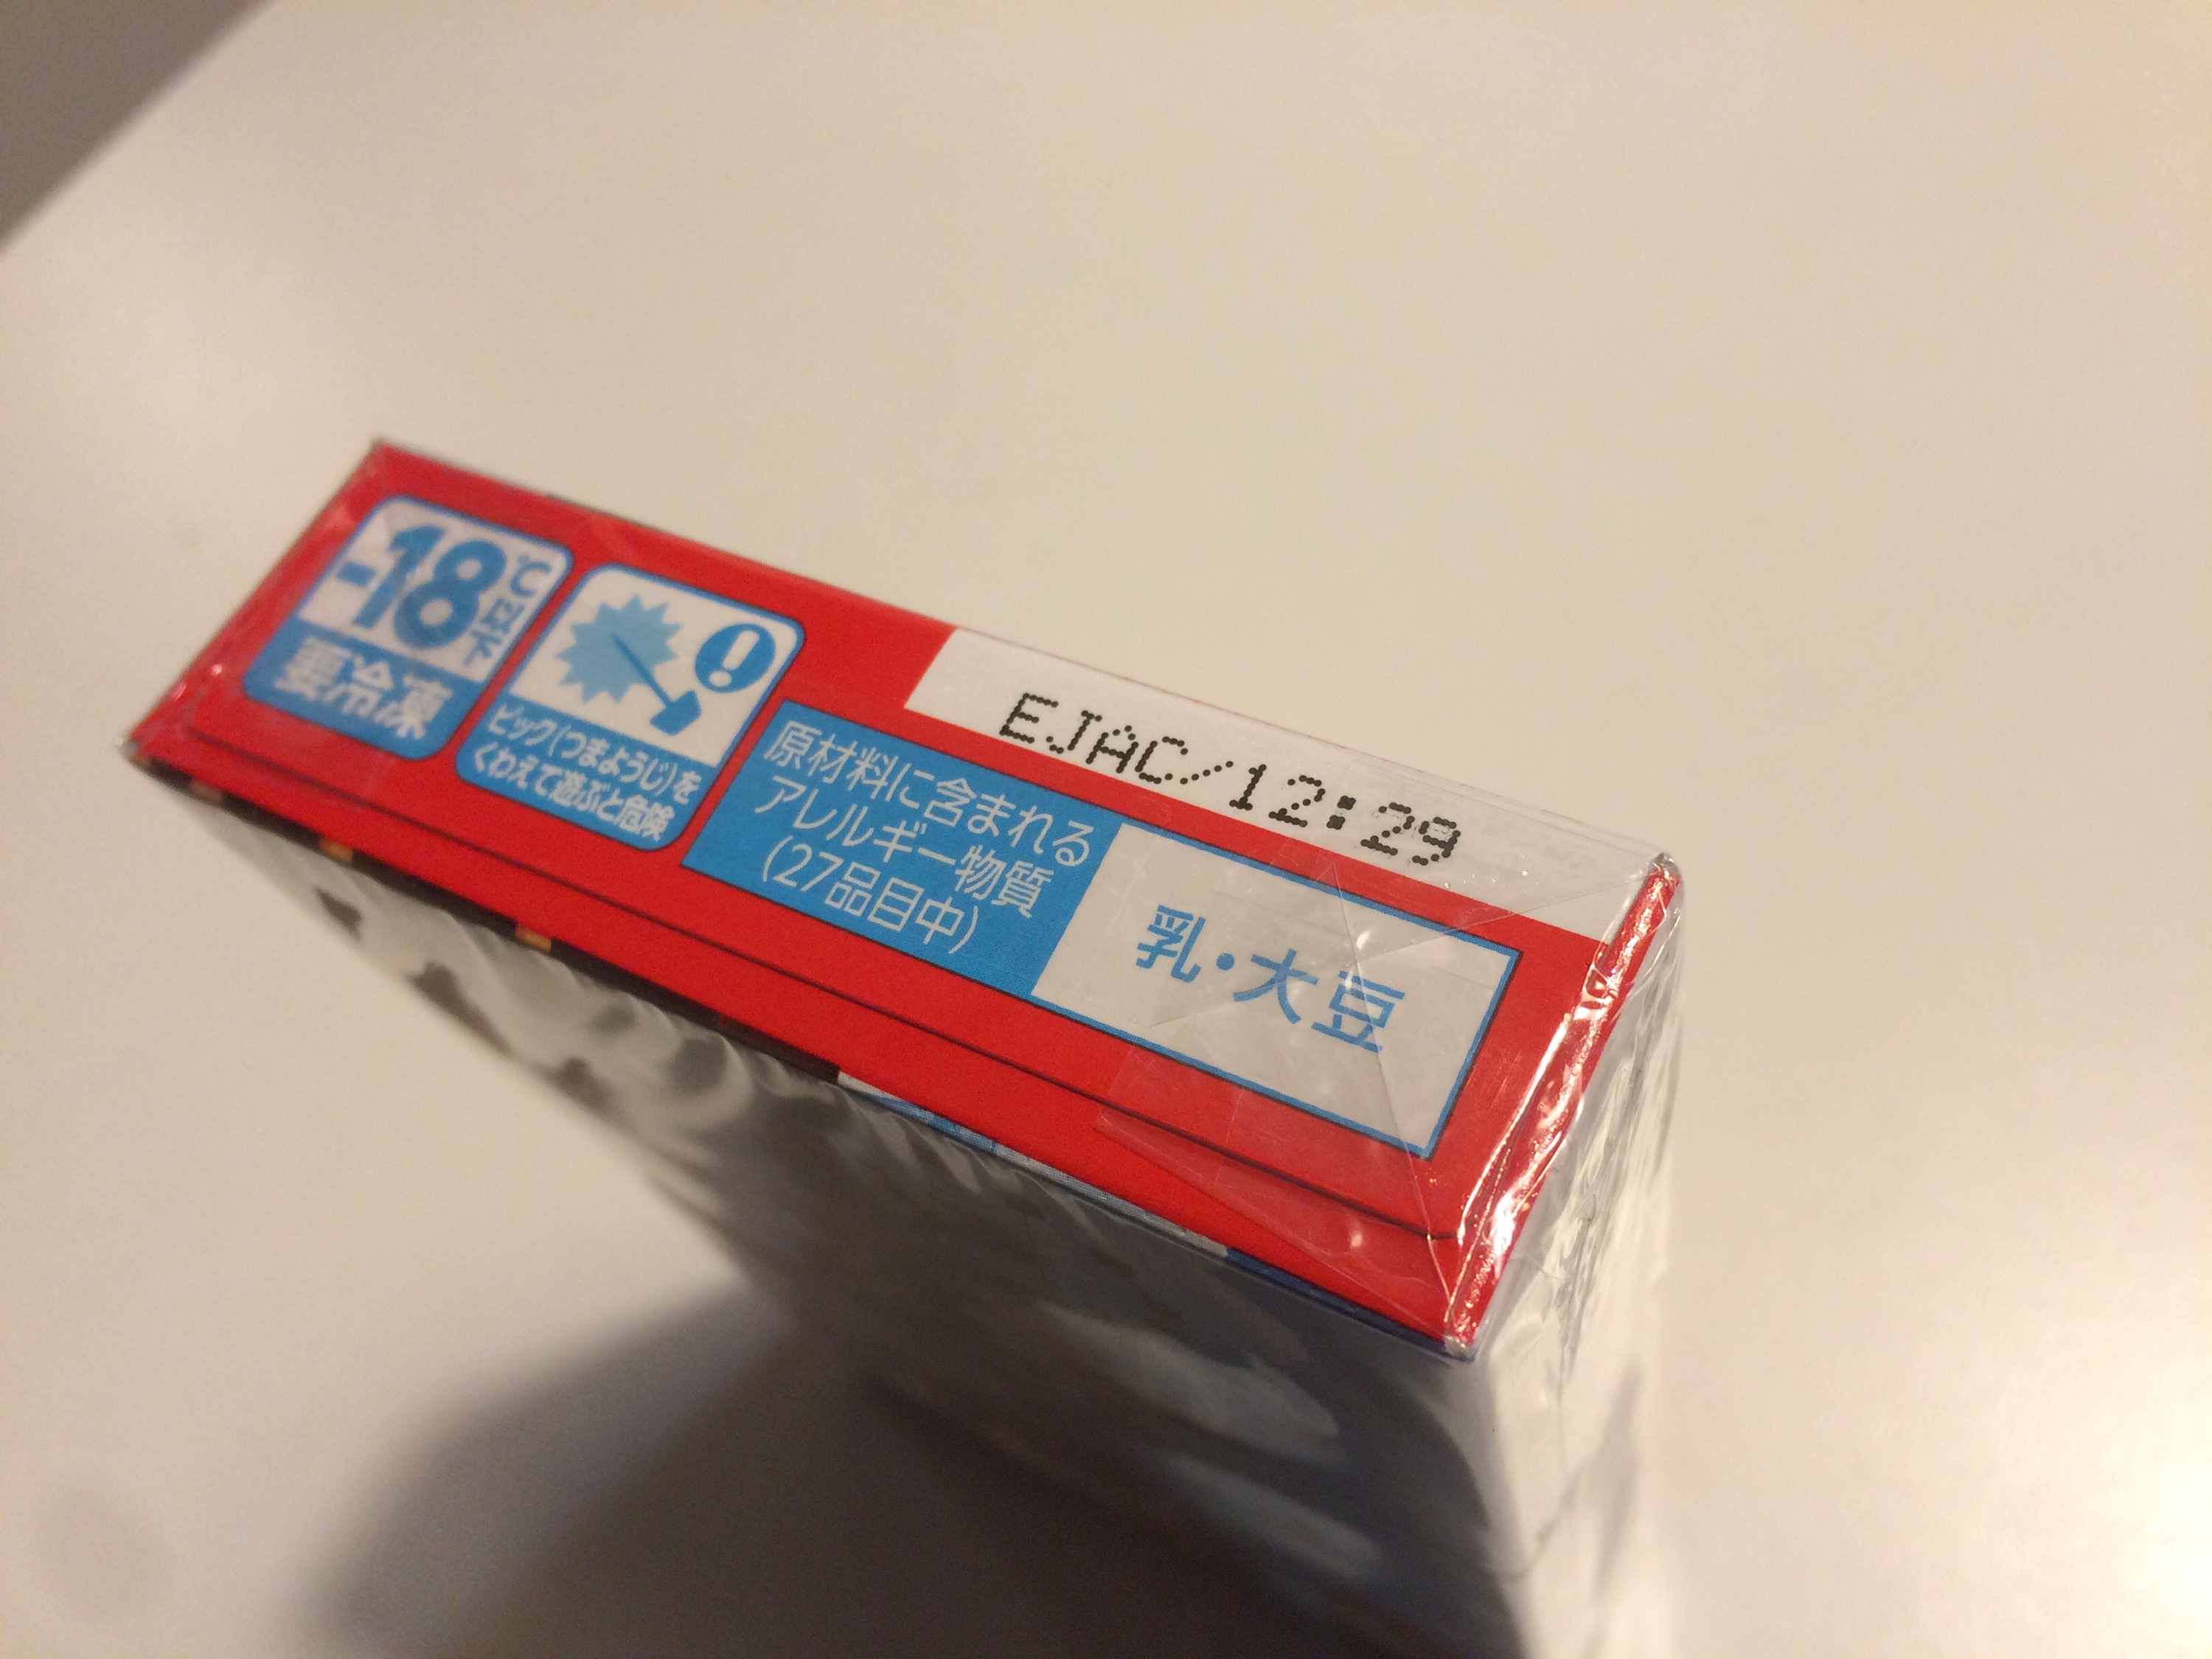 -18℃以下
要冷凍
!
ピック(つまようじ)を
くわえて遊ぶと危険
EJAC/12:29
原材料に含まれる
アレルギー物質
(27品目中)
乳・大豆